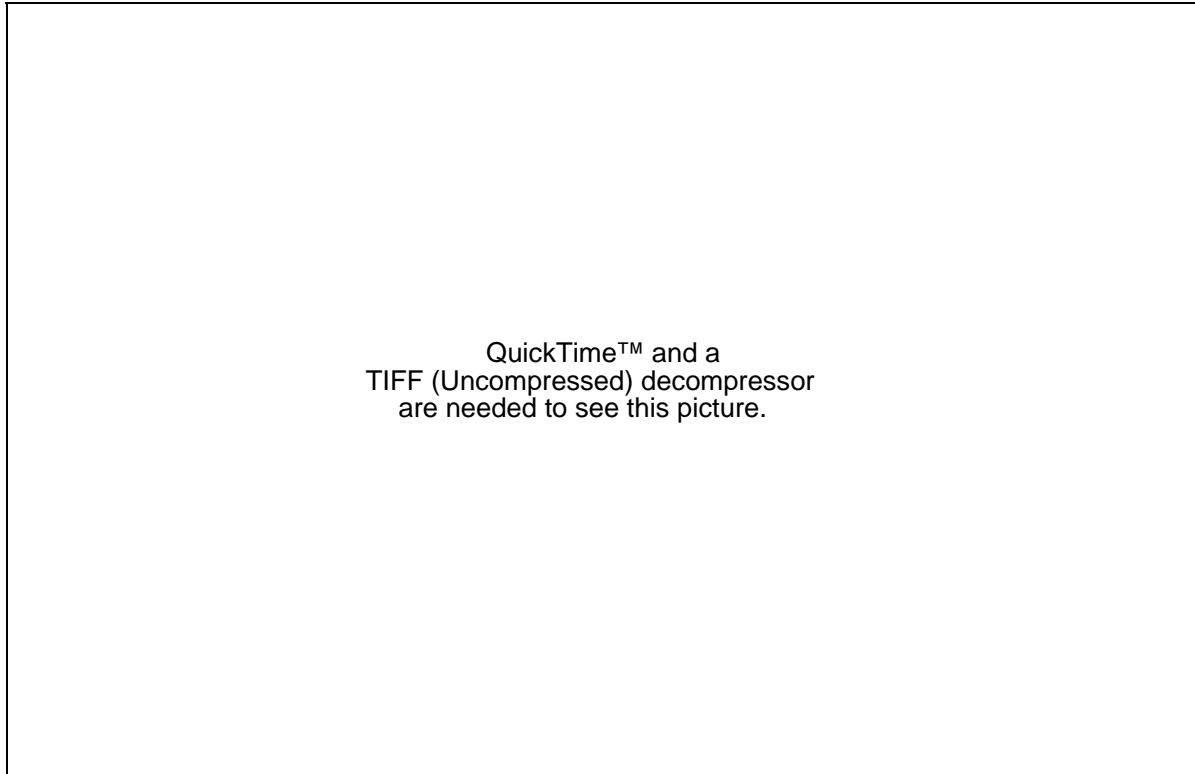 QuickTime™ and a
TIFF (Uncompressed) decompressor
are needed to see this picture.